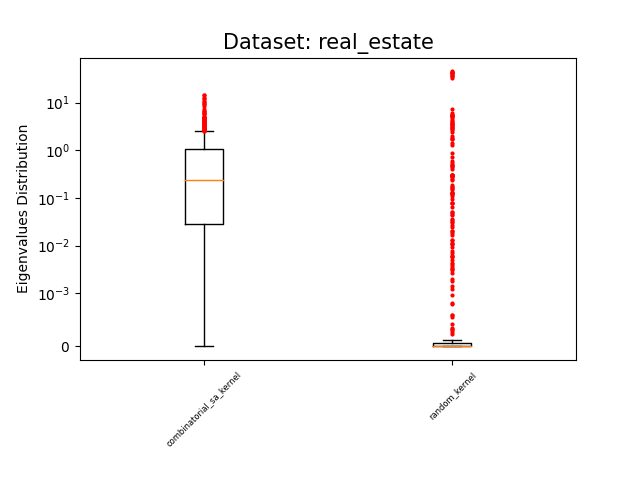 Dataset: real_estate
Eigenvalues Distribution
10¹
10⁰
10⁻¹
10⁻²
10⁻³
0
combinatorial_sa_kernel
random_kernel